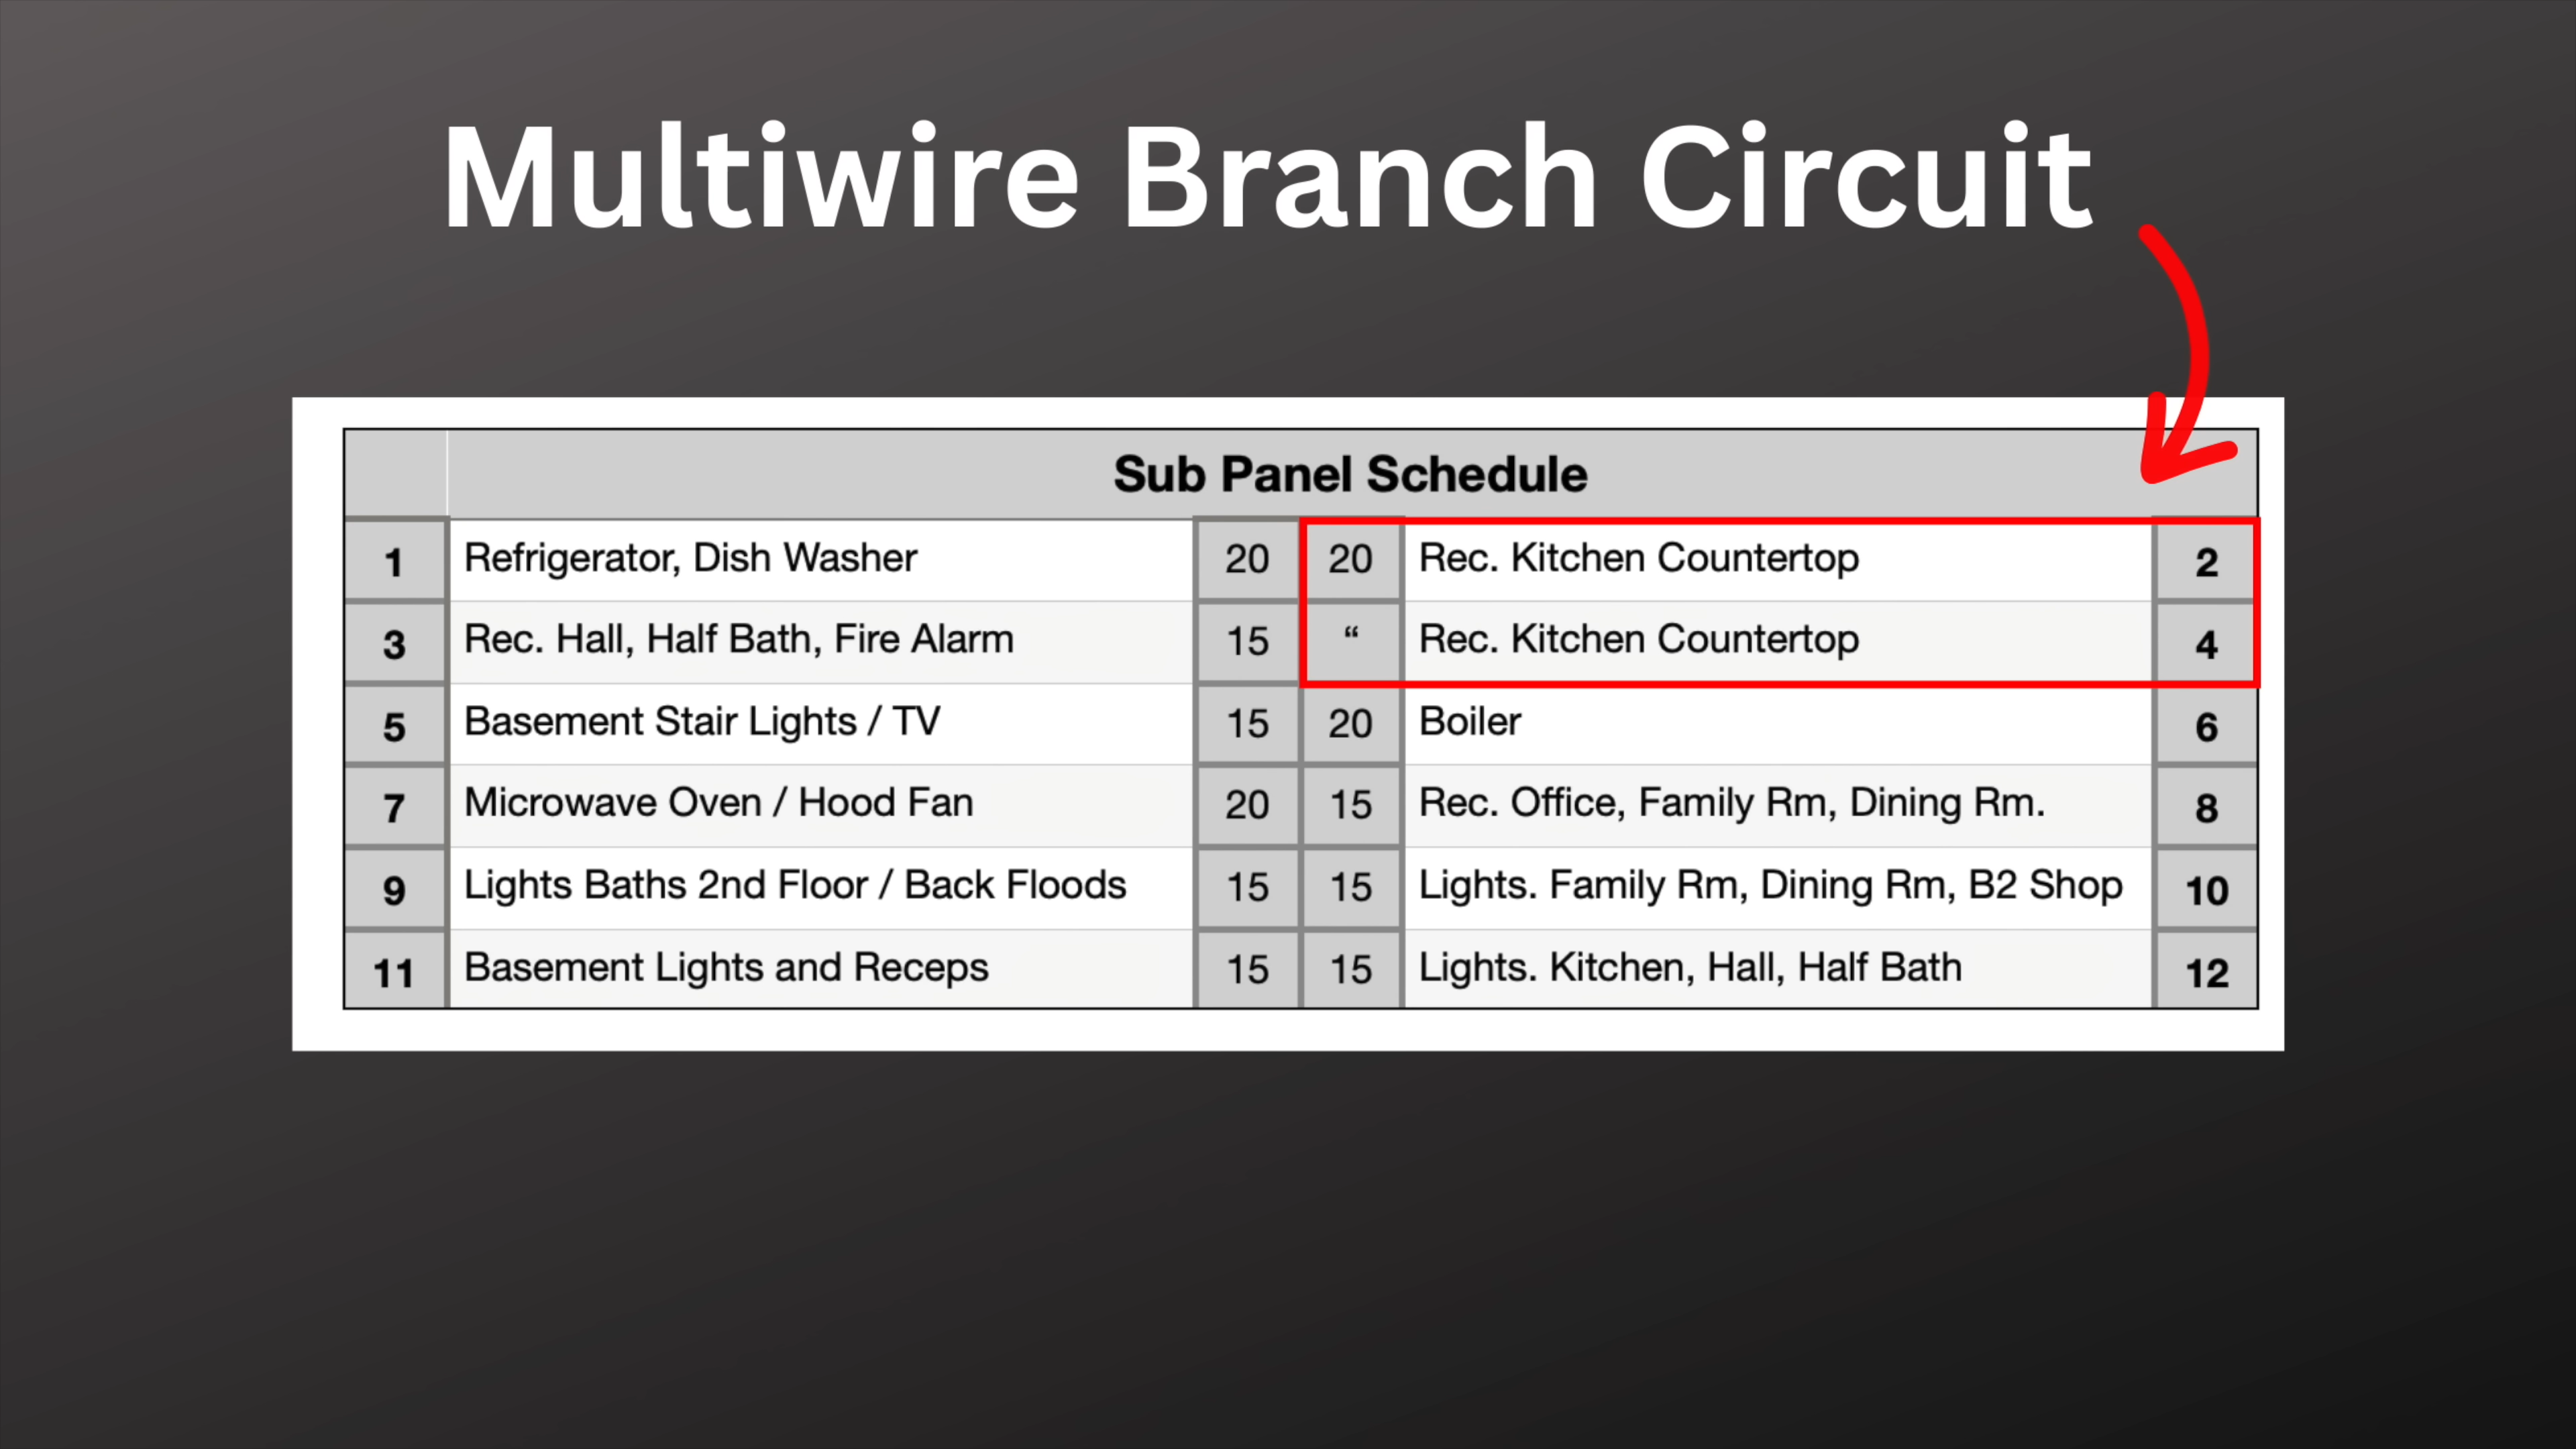 Multiwire Branch Circuit
Sub Panel Schedule
1 Refrigerator, Dish Washer 20 20 Rec. Kitchen Countertop 2
3 Rec. Hall, Half Bath, Fire Alarm 15 “ Rec. Kitchen Countertop 4
5 Basement Stair Lights / TV 15 20 Boiler 6
7 Microwave Oven / Hood Fan 20 15 Rec. Office, Family Rm, Dining Rm. 8
9 Lights Baths 2nd Floor / Back Floods 15 15 Lights. Family Rm, Dining Rm, B2 Shop 10
11 Basement Lights and Receps 15 15 Lights. Kitchen, Hall, Half Bath 12